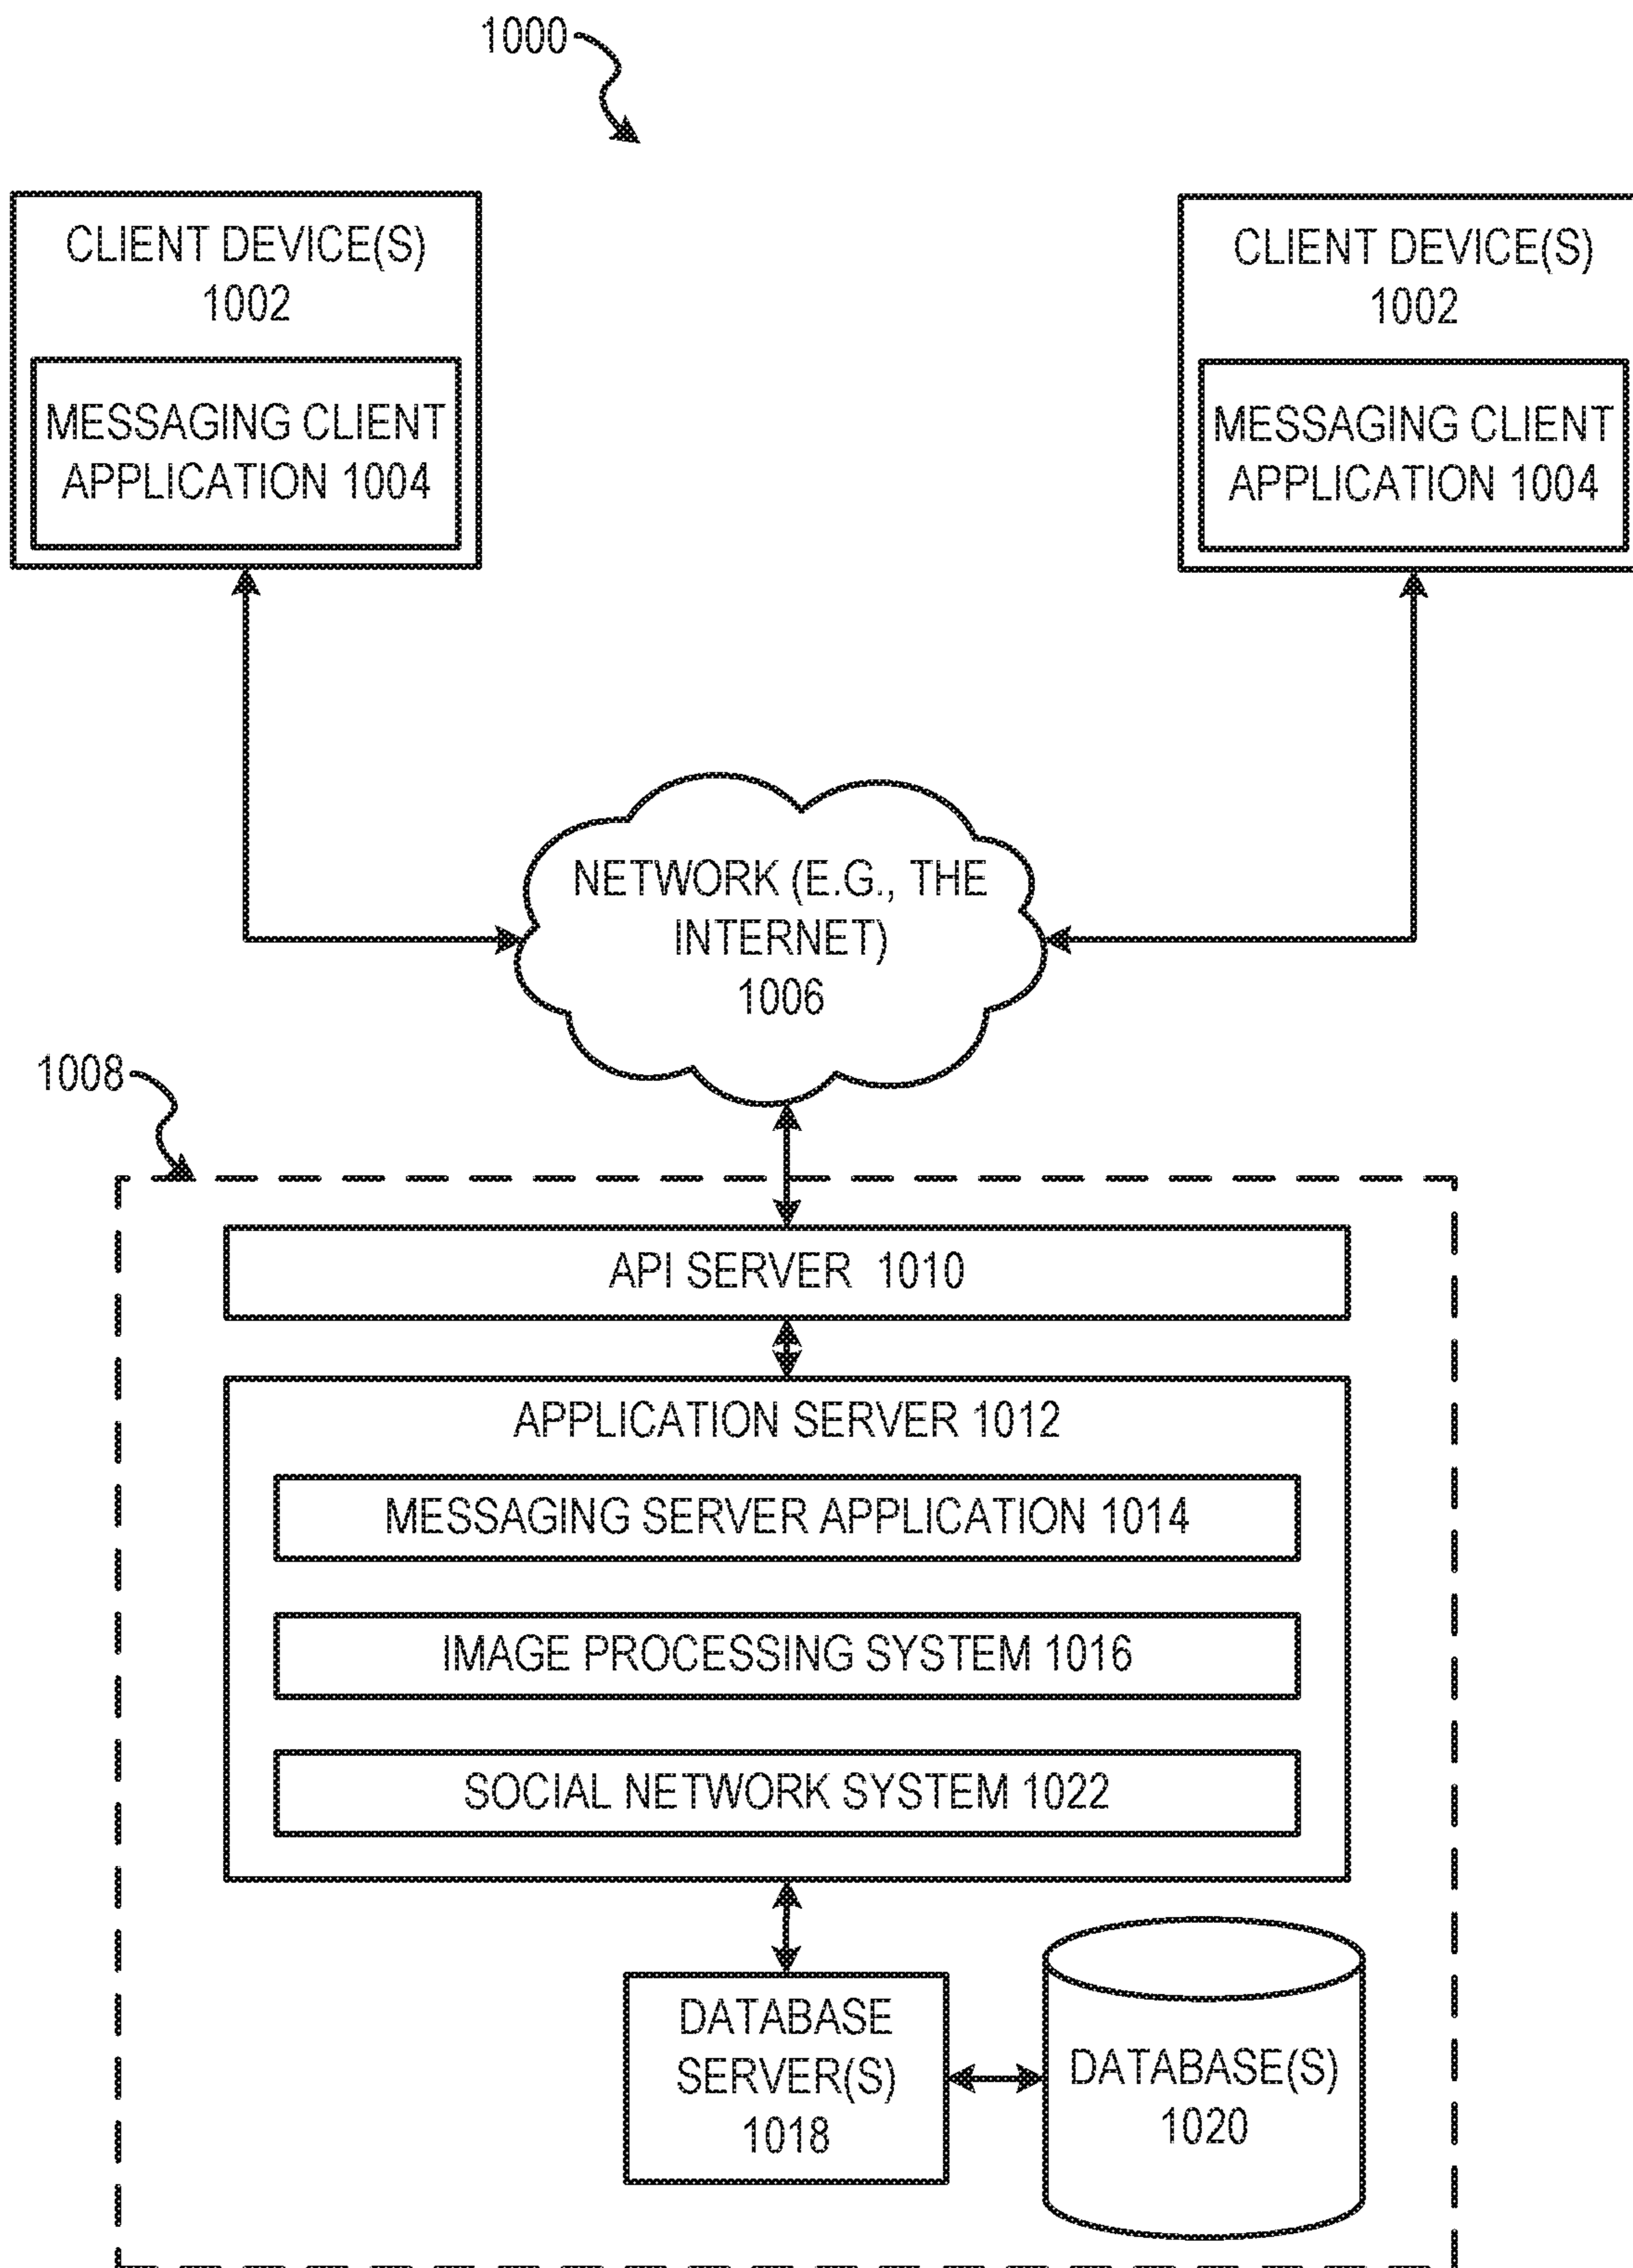 1000
CLIENT DEVICE(S)
1002
MESSAGING CLIENT
APPLICATION 1004
CLIENT DEVICE(S)
1002
MESSAGING CLIENT
APPLICATION 1004
NETWORK (E.G., THE
INTERNET)
1006
1008
API SERVER 1010
APPLICATION SERVER 1012
MESSAGING SERVER APPLICATION 1014
IMAGE PROCESSING SYSTEM 1016
SOCIAL NETWORK SYSTEM 1022
DATABASE
SERVER(S)
1018
DATABASE(S)
1020